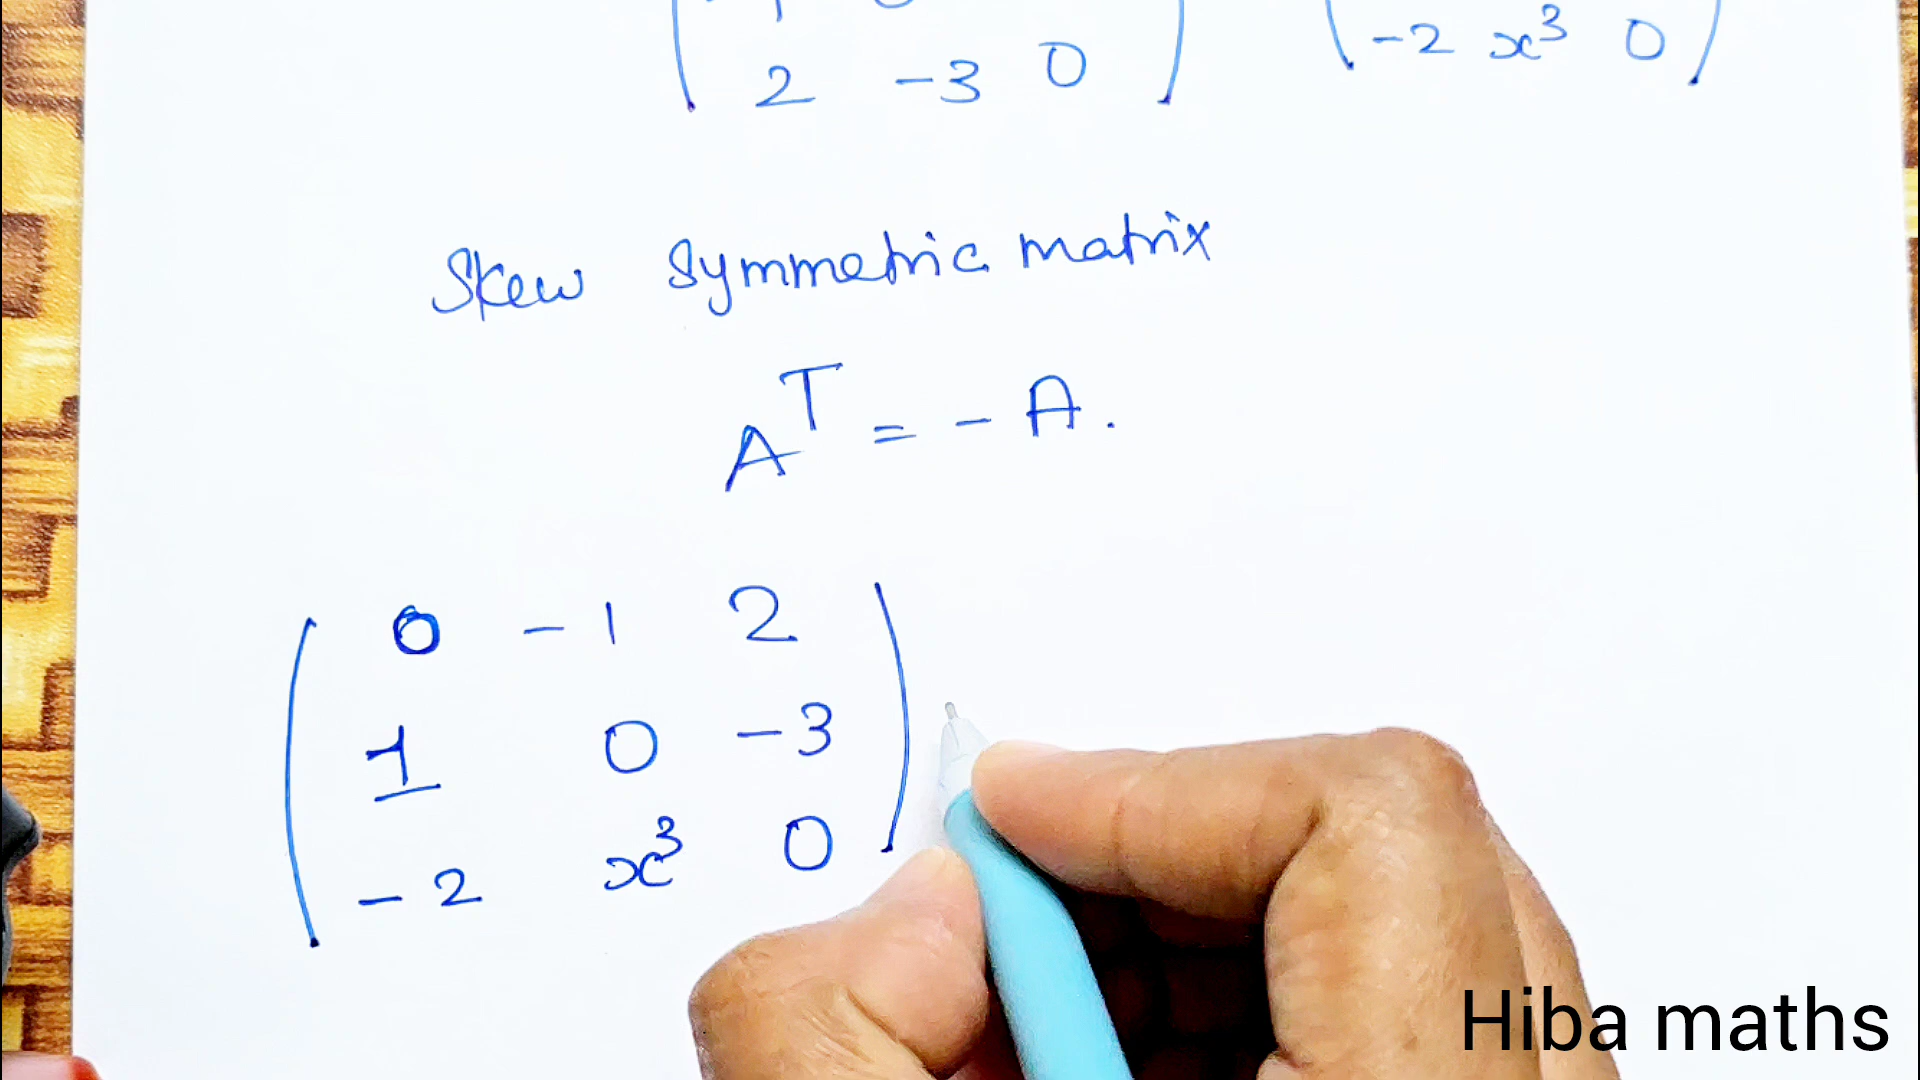 -2 x³ 0
2 -3 0
Skew Symmetric matrix
Aᵀ = - A.
0 -1 2
1 0 -3
-2 x³ 0
Hiba maths